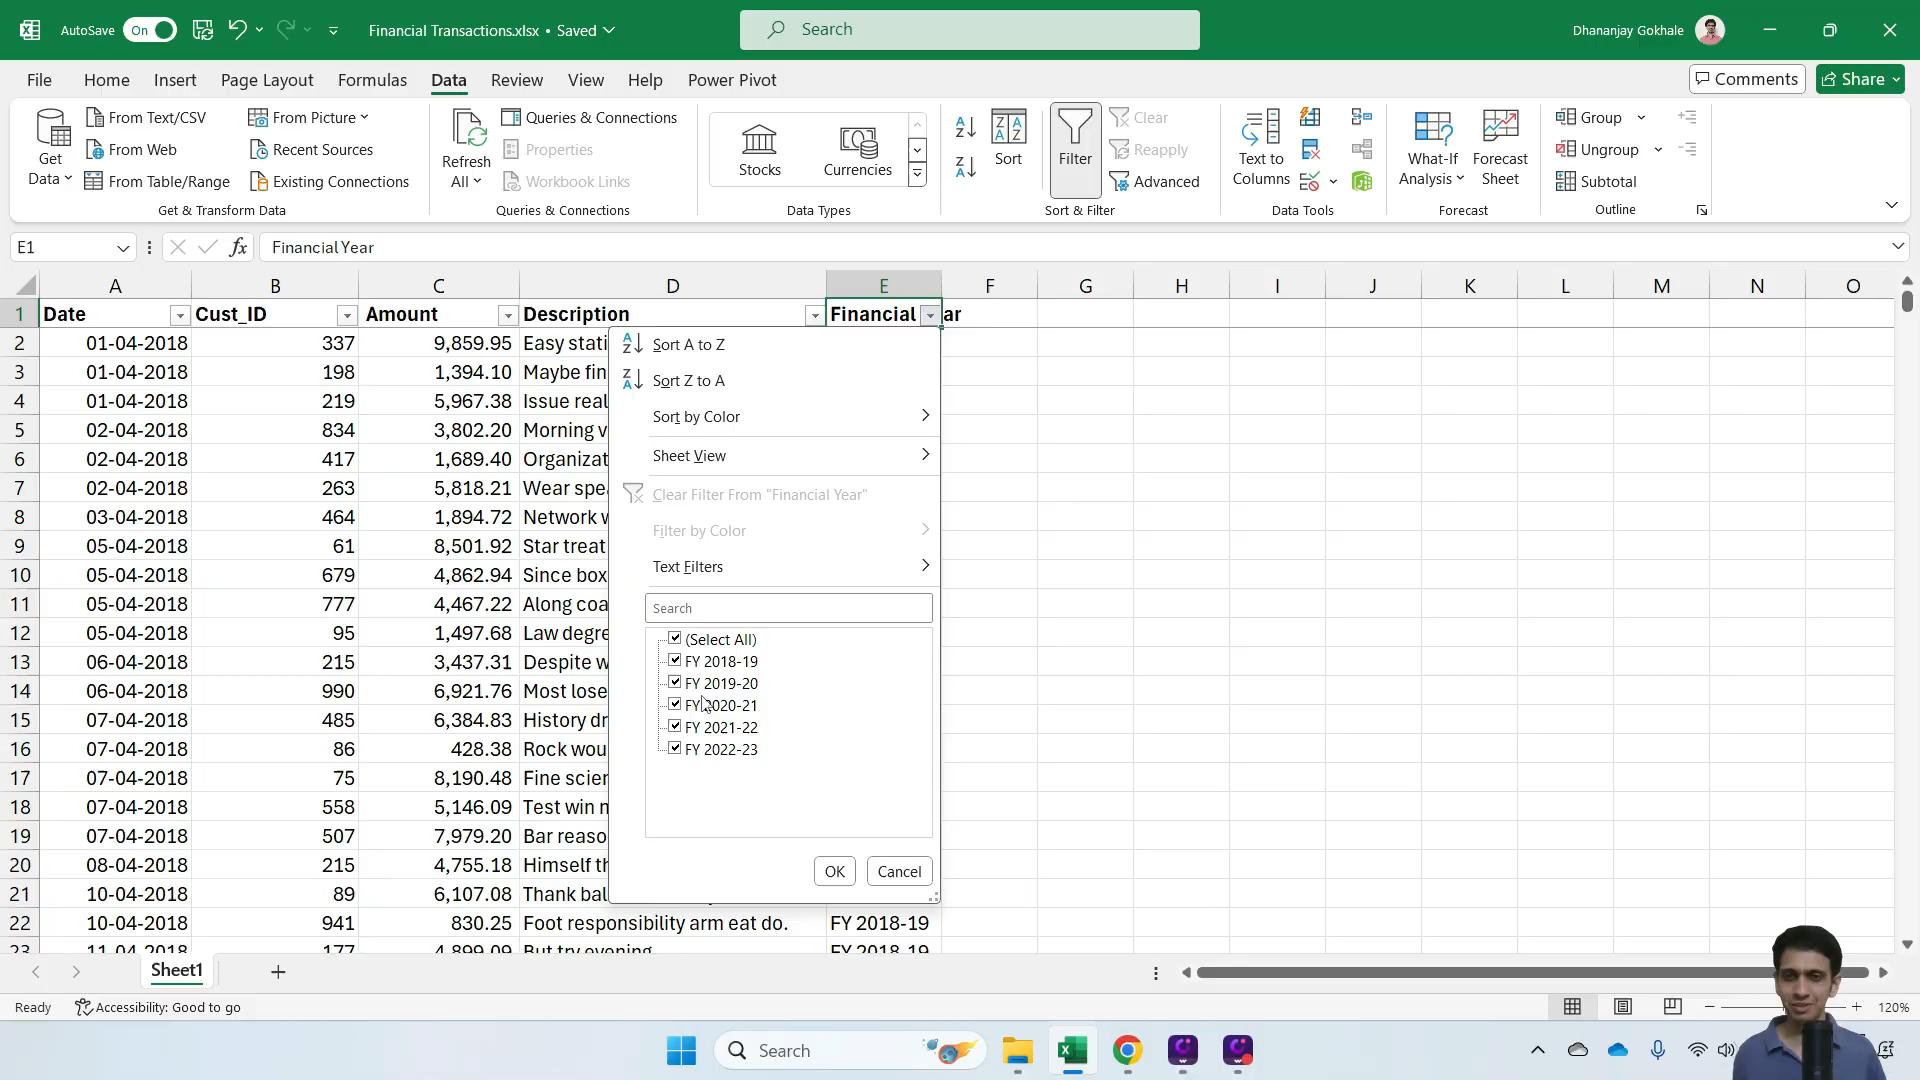 AutoSave On Financial Transactions.xlsx • Saved Search Dhananjay Gokhale
File Home Insert Page Layout Formulas Data Review View Help Power Pivot Comments Share
Get Data
From Text/CSV
From Web
From Table/Range
From Picture
Recent Sources
Existing Connections
Get & Transform Data
Refresh All
Queries & Connections
Properties
Workbook Links
Queries & Connections
Stocks Currencies
Data Types
Sort Filter
Clear
Reapply
Advanced
Sort & Filter
Text to Columns
Data Tools
What-If Analysis
Forecast Sheet
Forecast
Group
Ungroup
Subtotal
Outline
E1 fx Financial Year
A B C D E F G H I J K L M N O
1 Date Cust_ID Amount Description Financial ar
2 01-04-2018 337 9,859.95 Easy stati
3 01-04-2018 198 1,394.10 Maybe fin
4 01-04-2018 219 5,967.38 Issue real
5 02-04-2018 834 3,802.20 Morning v
6 02-04-2018 417 1,689.40 Organizat
7 02-04-2018 263 5,818.21 Wear spea
8 03-04-2018 464 1,894.72 Network w
9 05-04-2018 61 8,501.92 Star treat
10 05-04-2018 679 4,862.94 Since box
11 05-04-2018 777 4,467.22 Along coa
12 05-04-2018 95 1,497.68 Law degre
13 06-04-2018 215 3,437.31 Despite w
14 06-04-2018 990 6,921.76 Most lose
15 07-04-2018 485 6,384.83 History dr
16 07-04-2018 86 428.38 Rock wou
17 07-04-2018 75 8,190.48 Fine scien
18 07-04-2018 558 5,146.09 Test win n
19 07-04-2018 507 7,979.20 Bar reaso
20 08-04-2018 215 4,755.18 Himself th
21 10-04-2018 89 6,107.08 Thank bal
22 10-04-2018 941 830.25 Foot responsibility arm eat do. FY 2018-19
23 11-04-2018 177 4,899.09 But try evening FY 2018-19
Sort A to Z
Sort Z to A
Sort by Color
Sheet View
Clear Filter From "Financial Year"
Filter by Color
Text Filters
Search
(Select All)
FY 2018-19
FY 2019-20
FY 2020-21
FY 2021-22
FY 2022-23
OK Cancel
Sheet1
Ready Accessibility: Good to go 120%
Search